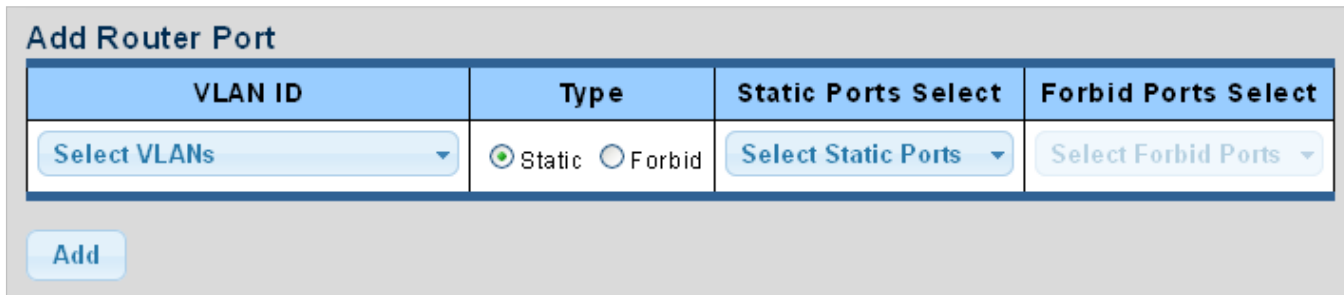 Add Router Port
VLAN ID Type Static Ports Select Forbid Ports Select
Select VLANs Static Forbid Select Static Ports Select Forbid Ports
Add